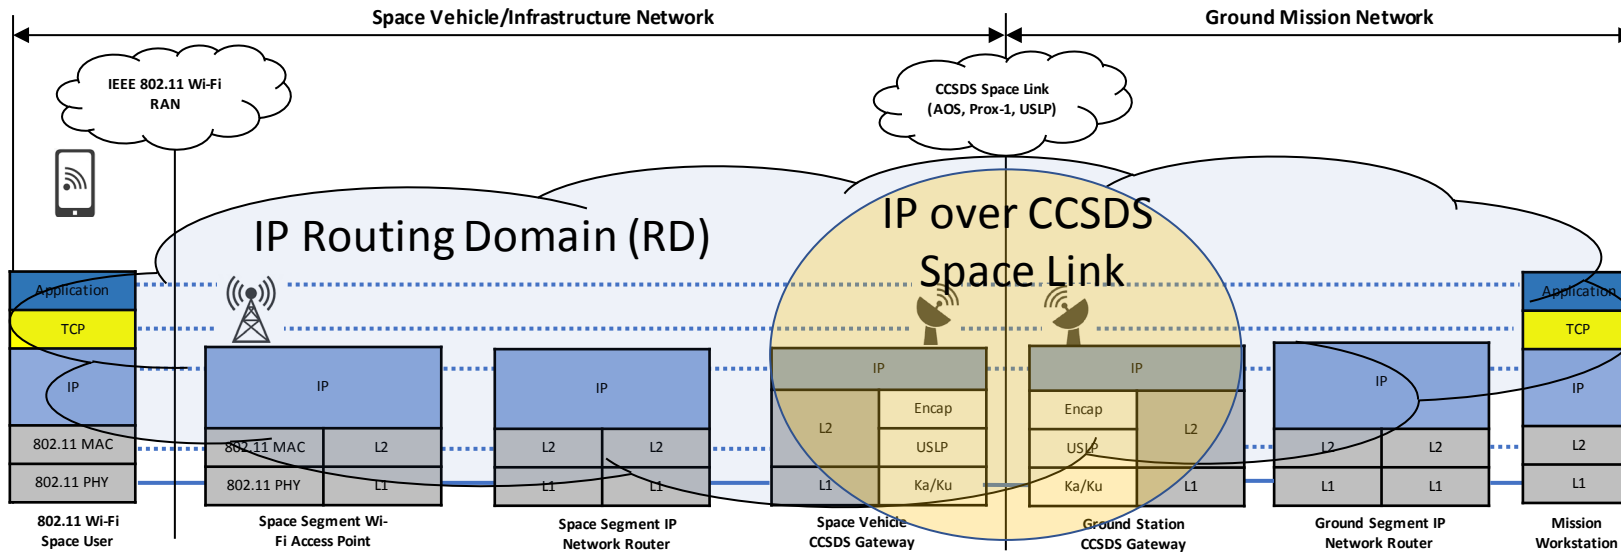 Space Vehicle/Infrastructure Network
Ground Mission Network
IEEE 802.11 Wi-Fi
RAN
CCSDS Space Link
(AOS, Prox-1, USLP)
IP Routing Domain (RD)
IP over CCSDS
Space Link
Application
TCP
IP
802.11 MAC
802.11 PHY
802.11 Wi-Fi
Space User
IP
802.11 MAC
L2
802.11 PHY
L1
Space Segment Wi-
Fi Access Point
IP
L2
L2
L1
L1
Space Segment IP
Network Router
IP
L2
Encap
USLP
L1
Ka/Ku
Space Vehicle
CCSDS Gateway
IP
Encap
L2
USLP
Ka/Ku
L1
Ground Station
CCSDS Gateway
IP
L2
L2
L1
L1
Ground Segment IP
Network Router
Application
TCP
IP
L2
L1
Mission
Workstation